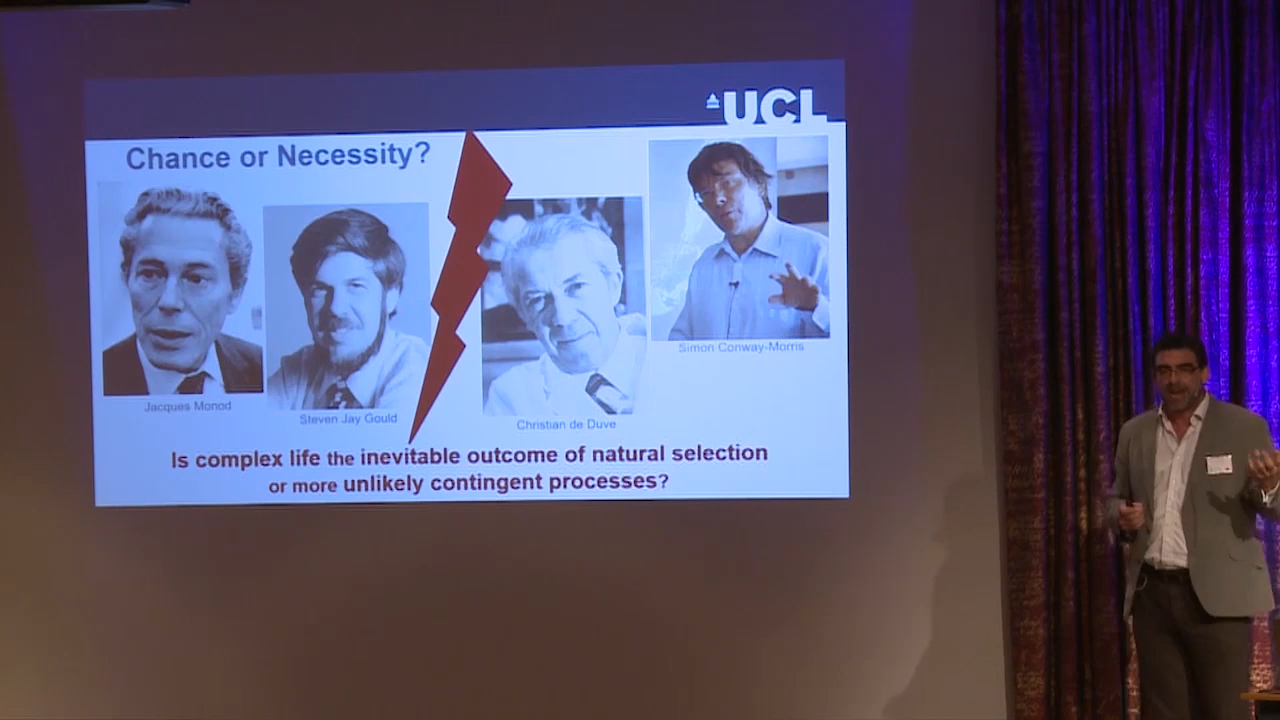 UCL
Chance or Necessity?
Jacques Monod
Steven Jay Gould
Christian de Duve
Simon Conway-Morris
Is complex life the inevitable outcome of natural selection
or more unlikely contingent processes?